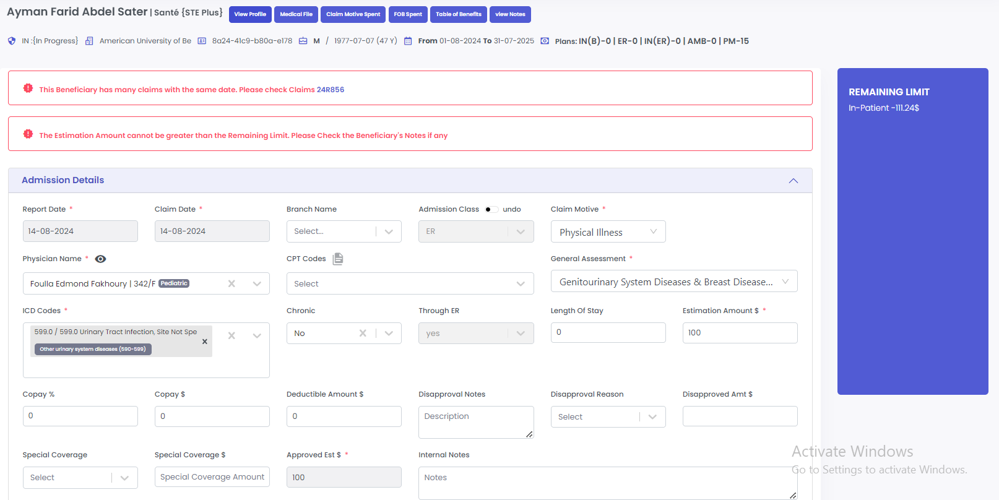 Ayman Farid Abdel Sater | Santé {STE Plus} View Profile Medical File Claim Motive Spent FOB Spent Table of Benefits view Notes
IN :{In Progress} American University of Be 8a24-41c9-b80a-e178 M / 1977-07-07 (47 Y) From 01-08-2024 To 31-07-2025 Plans: IN(B)-0 | ER-0 | IN(ER)-0 | AMB-0 | PM-15
This Beneficiary has many claims with the same date. Please check Claims 24R856
The Estimation Amount cannot be greater than the Remaining Limit. Please Check the Beneficiary's Notes if any
REMAINING LIMIT
In-Patient -111.24$
Admission Details
Report Date * Claim Date * Branch Name Admission Class undo Claim Motive *
14-08-2024 14-08-2024 Select... ER Physical Illness
Physician Name * CPT Codes General Assessment *
Foulla Edmond Fakhoury | 342/F Pediatric Select Genitourinary System Diseases & Breast Disease...
ICD Codes * Chronic Through ER Length Of Stay Estimation Amount $ *
599.0 / 599.0 Urinary Tract Infection, Site Not Spe x No yes 0 100
Other urinary system diseases (590-599)
Copay % Copay $ Deductible Amount $ Disapproval Notes Disapproval Reason Disapproved Amt $
0 0 0 Description Select
Special Coverage Special Coverage $ Approved Est $ * Internal Notes
Select Special Coverage Amount 100 Notes
Activate Windows
Go to Settings to activate Windows.